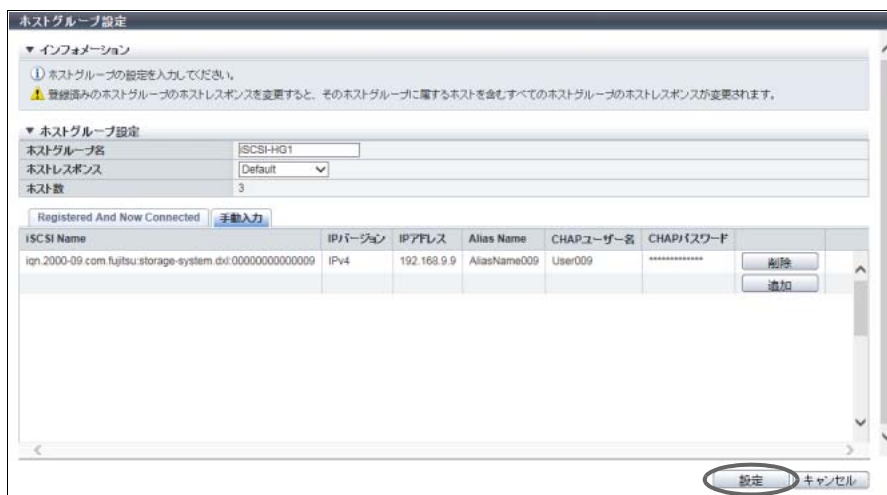 ホストグループ設定
▼ インフォメーション
ホストグループの設定を入力してください。
登録済みのホストグループのホストレスポンスを変更すると、そのホストグループに属するホストを含むすべてのホストグループのホストレスポンスが変更されます。
▼ ホストグループ設定
ホストグループ名 iSCSI-HG1
ホストレスポンス Default
ホスト数 3
Registered And Now Connected 手動入力
iSCSI Name IPバージョン IPアドレス Alias Name CHAPユーザー名 CHAPパスワード
iqn.2000-09.com.fujitsu:storage-system.dxl:00000000000009 IPv4 192.168.9.9 AliasName009 User009 ************* 削除
追加
設定 キャンセル